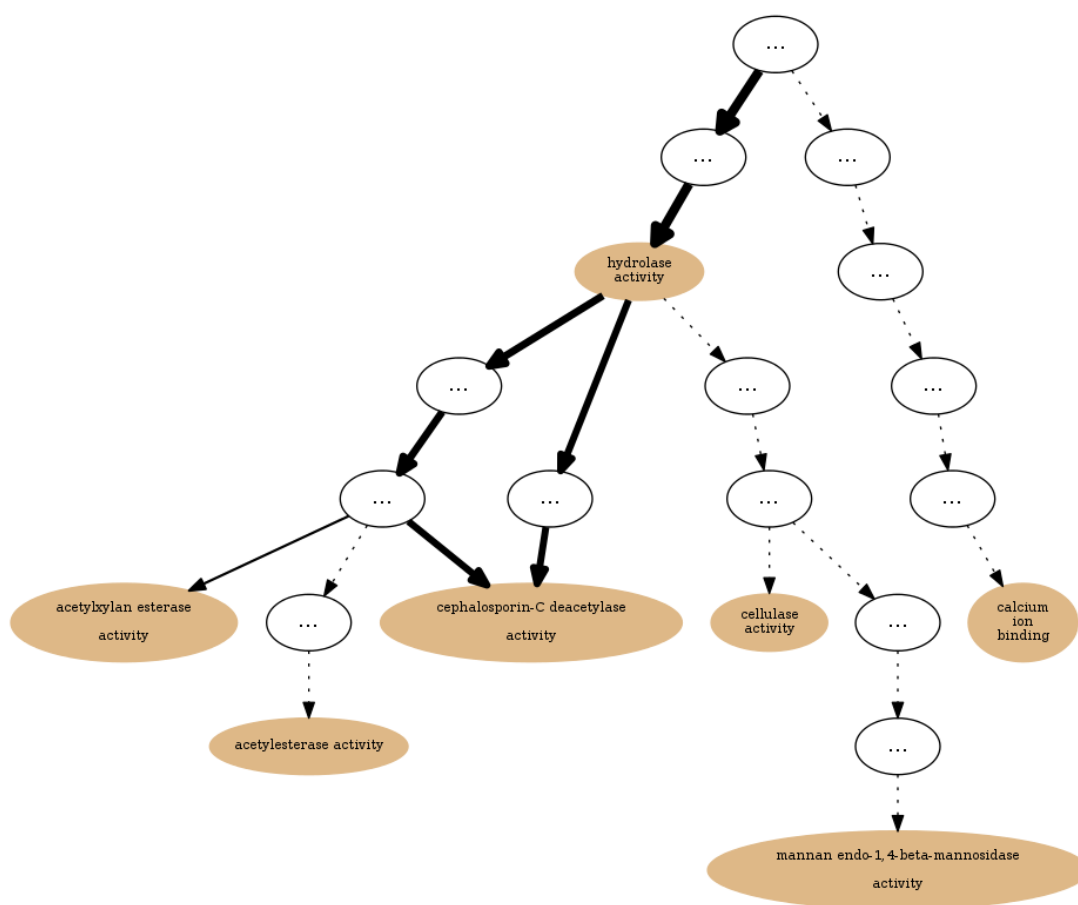 ...
...
...
hydrolase
activity
...
...
...
...
...
...
...
...
...
acetylxylan esterase
activity
...
cephalosporin-C deacetylase
activity
cellulase
activity
...
calcium
ion
binding
acetylesterase activity
...
mannan endo-1,4-beta-mannosidase
activity